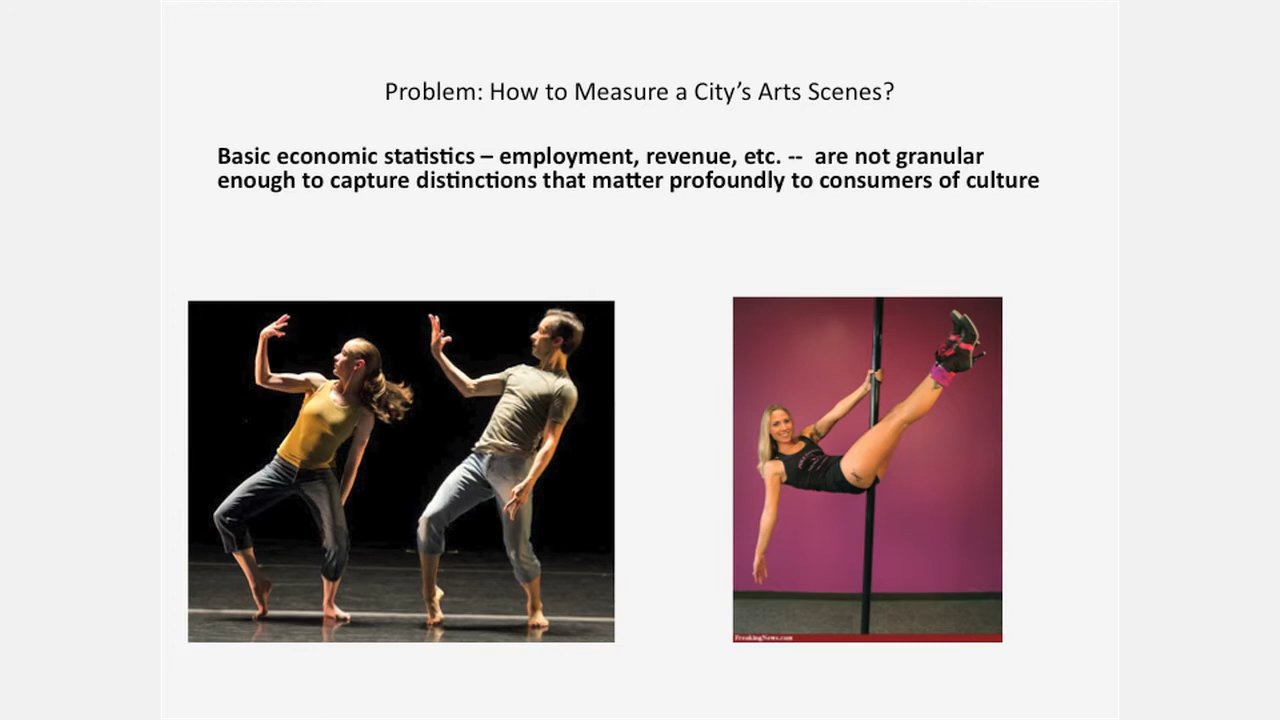 Problem: How to Measure a City’s Arts Scenes?
Basic economic statistics – employment, revenue, etc. --  are not granular
enough to capture distinctions that matter profoundly to consumers of culture
FreakingNews.com